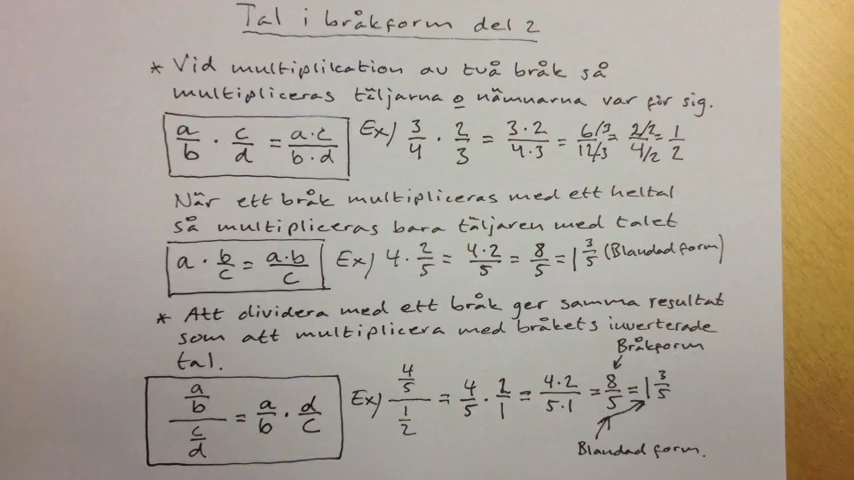 Tal i bråkform del 2
* Vid multiplikation av två bråk så
multipliceras täljarna o nämnarna var för sig.
a/b · c/d = a·c/b·d Ex) 3/4 · 2/3 = 3·2/4·3 = 6/3/12/3 = 2/2/4/2 = 1/2
När ett bråk multipliceras med ett heltal
så multipliceras bara täljaren med talet
a · b/c = a·b/c Ex) 4 · 2/5 = 4·2/5 = 8/5 = 1 3/5 (Blandad form)
* Att dividera med ett bråk ger samma resultat
som att multiplicera med bråkets inverterade
tal.
Bråkform
a/b / c/d = a/b · d/c Ex) 4/5 / 1/2 = 4/5 · 2/1 = 4·2/5·1 = 8/5 = 1 3/5
Blandad form.